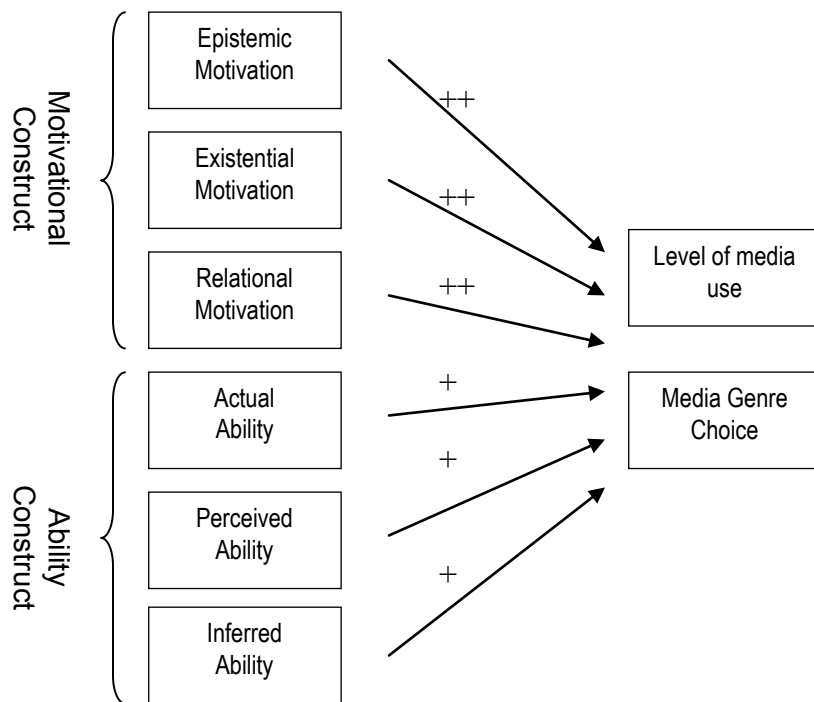 Motivational
Construct
Epistemic
Motivation
++
Existential
Motivation
++
Relational
Motivation
++
Level of media
use
Ability
Construct
Actual
Ability
+
Perceived
Ability
+
Inferred
Ability
+
Media Genre
Choice